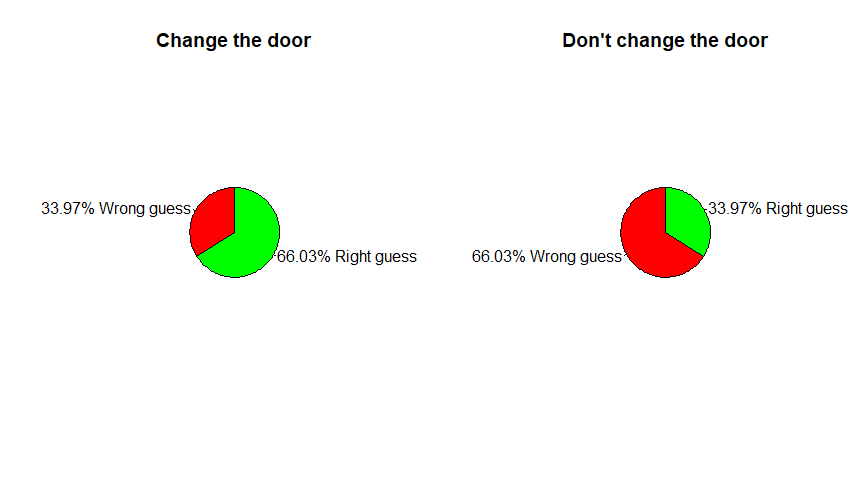 Change the door
Don't change the door
33.97% Wrong guess
66.03% Right guess
33.97% Right guess
66.03% Wrong guess